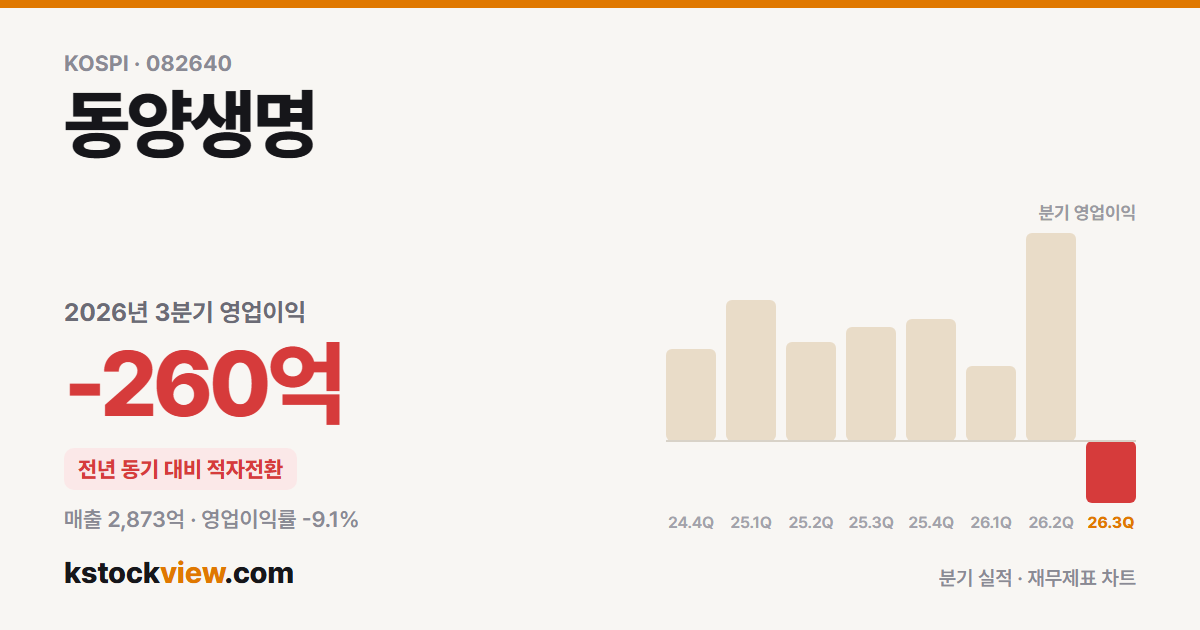 KOSPI · 082640
동양생명
2026년 3분기 영업이익
-260억
전년 동기 대비 적자전환
매출 2,873억 · 영업이익률 -9.1%
kstockview.com
분기 영업이익
24.4Q 25.1Q 25.2Q 25.3Q 25.4Q 26.1Q 26.2Q 26.3Q
분기 실적 · 재무제표 차트